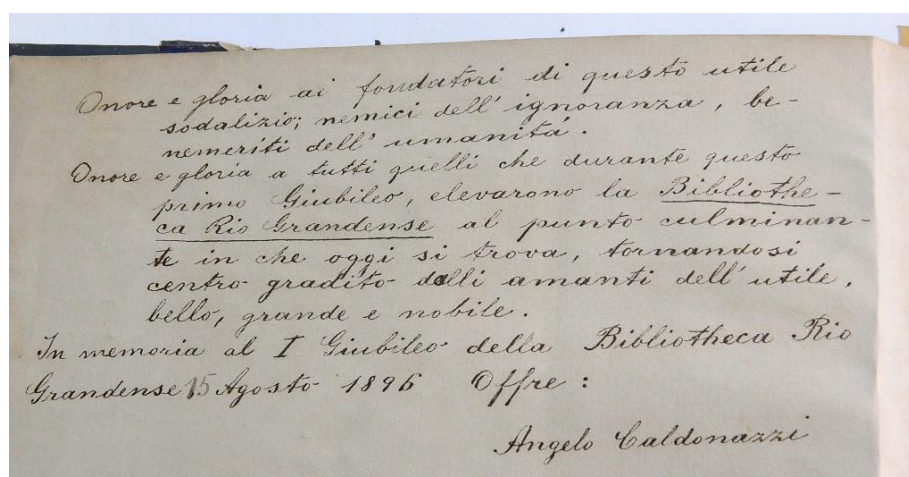 Onore e gloria ai fondatori di questo utile
sodalizio; nemici dell' ignoranza, be-
nemeriti dell' umanitá.
Onore e gloria a tutti quelli che durante questo
primo Giubileo, elevarono la Bibliothe-
ca Rio Grandense al punto culminan-
te in che oggi si trova, tornandosi
centro gradito delli amanti dell' utile,
bello, grande e nobile.
In memoria al I Giubileo della Bibliotheca Rio
Grandense 15 Agosto 1896 Offre:
Angelo Caldonazzi